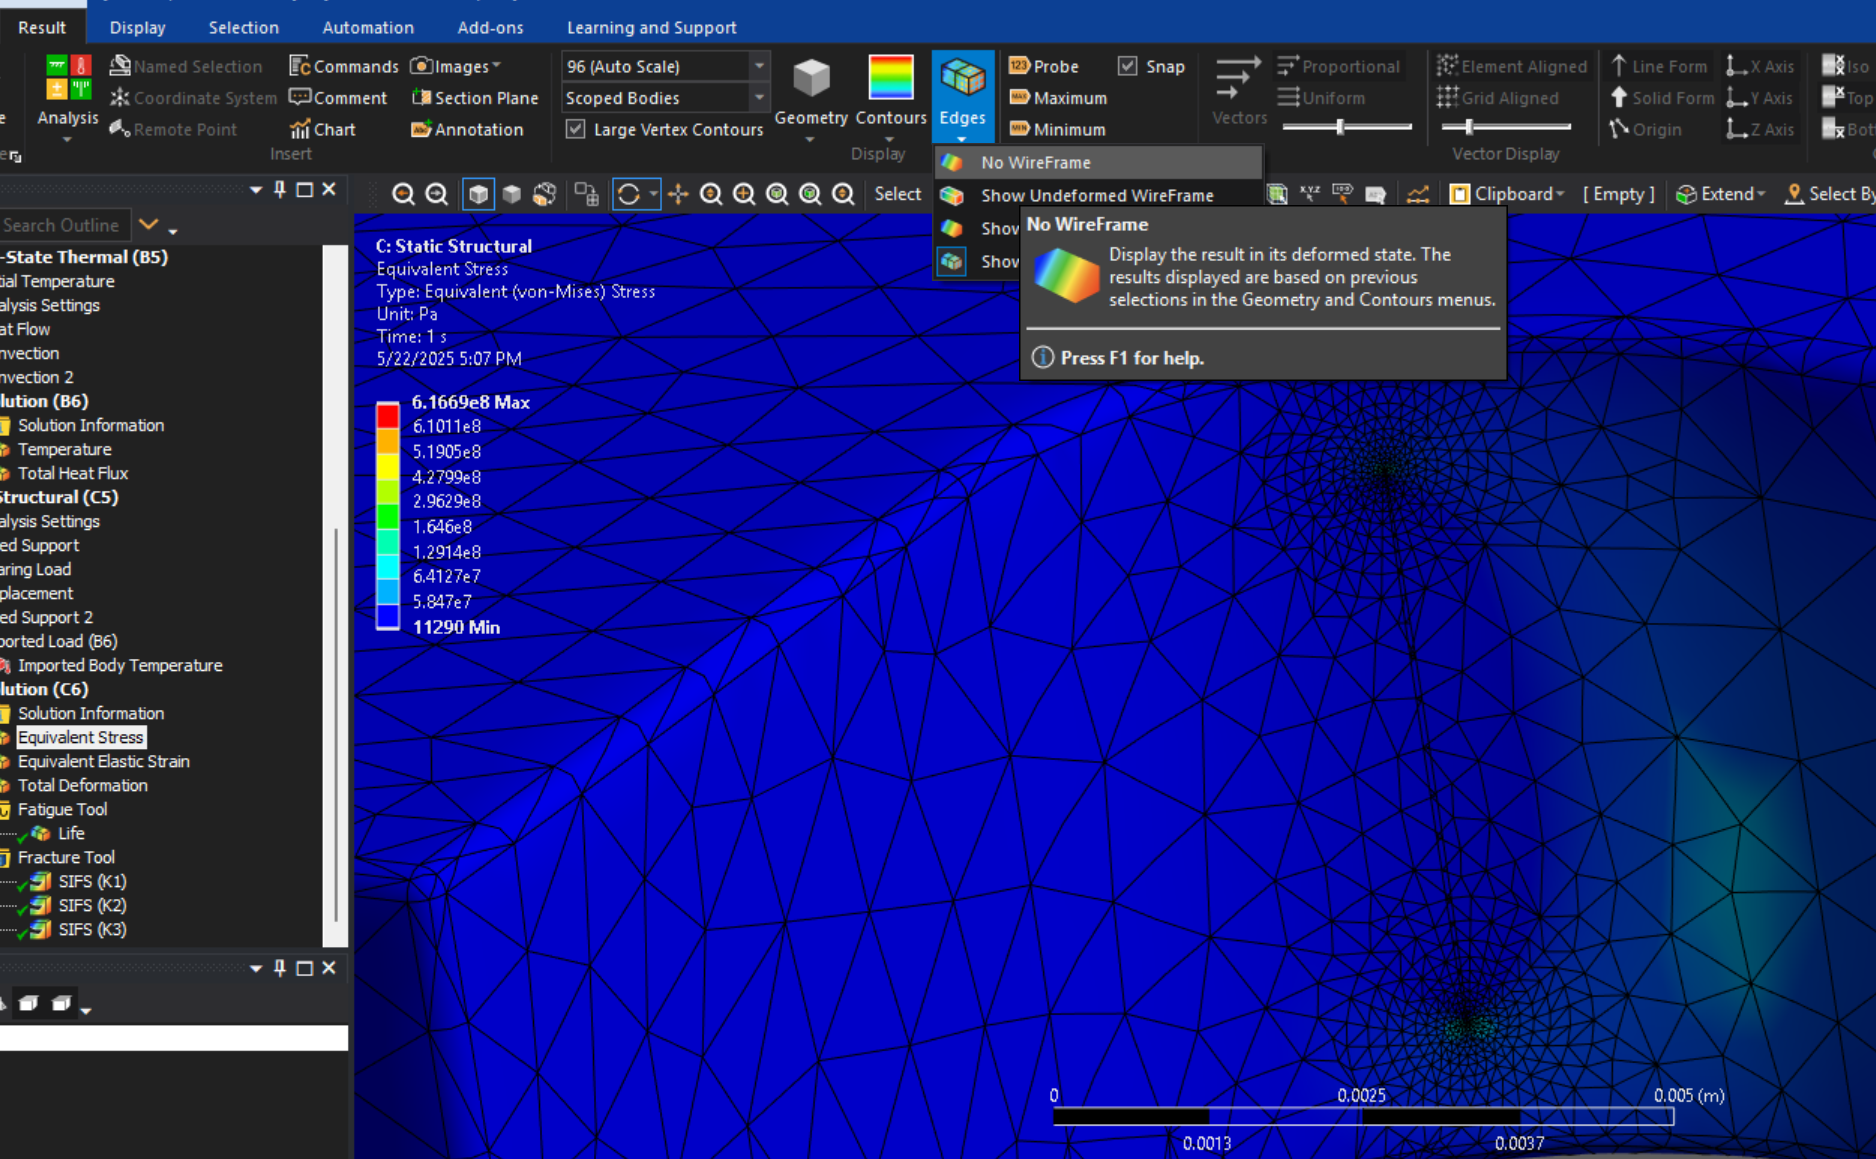 Result Display Selection Automation Add-ons Learning and Support
Analysis
Named Selection
Coordinate System
Remote Point
Commands
Comment
Chart
Images
Section Plane
Annotation
Insert
96 (Auto Scale)
Scoped Bodies
Large Vertex Contours
Geometry
Contours
Edges
Display
Probe
Maximum
Minimum
Snap
Vectors
Proportional
Uniform
Element Aligned
Grid Aligned
Line Form
Solid Form
Origin
X Axis
Y Axis
Z Axis
Iso
Top
Bot
Vector Display
No WireFrame
Show Undeformed WireFrame
Show
Show
No WireFrame
Display the result in its deformed state. The
results displayed are based on previous
selections in the Geometry and Contours menus.
Press F1 for help.
Select
Clipboard
[ Empty ]
Extend
Select By
Search Outline
-State Thermal (B5)
tial Temperature
alysis Settings
at Flow
nvection
nvection 2
lution (B6)
Solution Information
Temperature
Total Heat Flux
Structural (C5)
alysis Settings
ed Support
aring Load
placement
ed Support 2
ported Load (B6)
Imported Body Temperature
lution (C6)
Solution Information
Equivalent Stress
Equivalent Elastic Strain
Total Deformation
Fatigue Tool
Life
Fracture Tool
SIFS (K1)
SIFS (K2)
SIFS (K3)
C: Static Structural
Equivalent Stress
Type: Equivalent (von-Mises) Stress
Unit: Pa
Time: 1 s
5/22/2025 5:07 PM
6.1669e8 Max
6.1011e8
5.1905e8
4.2799e8
2.9629e8
1.646e8
1.2914e8
6.4127e7
5.847e7
11290 Min
0 0.0025 0.005 (m)
0.0013 0.0037